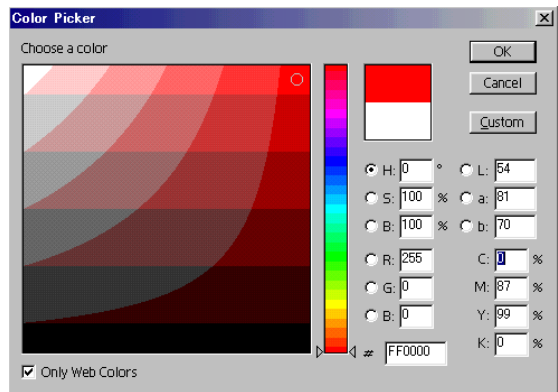 Color Picker
Choose a color
OK
Cancel
Custom
H: 0 °
L: 54
S: 100 %
a: 81
B: 100 %
b: 70
R: 255
C: 0 %
G: 0
M: 87 %
B: 0
Y: 99 %
# FF0000
K: 0 %
Only Web Colors